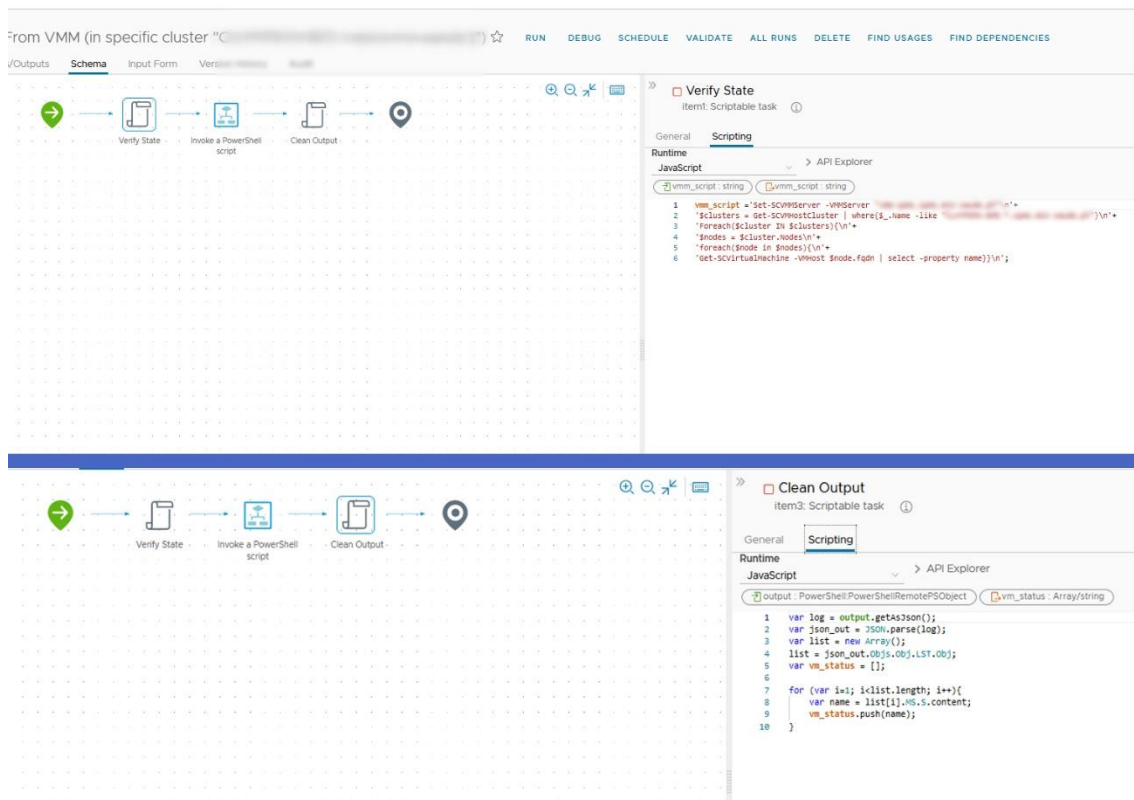 From VMM (in specific cluster "C ") RUN DEBUG SCHEDULE VALIDATE ALL RUNS DELETE FIND USAGES FIND DEPENDENCIES
/Outputs Schema Input Form
Verify State
Invoke a PowerShell
script
Clean Output
Verify State
item1: Scriptable task
General Scripting
Runtime
JavaScript
API Explorer
vmm_script : string
vmm_script : string
1 vmm_script ='Set-SCVMMServer -VMMServer " "\n'+
2 '$clusters = Get-SCVMHostCluster | where{$_.Name -like " "}\n'+
3 'Foreach($cluster IN $clusters){\n'+
4 '$nodes = $cluster.Nodes\n'+
5 'foreach($node in $nodes){\n'+
6 'Get-SCVirtualMachine -VMHost $node.fqdn | select -property name}}\n';
Verify State
Invoke a PowerShell
script
Clean Output
Clean Output
item3: Scriptable task
General Scripting
Runtime
JavaScript
API Explorer
output : PowerShell:PowerShellRemotePSObject
vm_status : Array/string
1 var log = output.getAsJson();
2 var json_out = JSON.parse(log);
3 var list = new Array();
4 list = json_out.Objs.Obj.LST.Obj;
5 var vm_status = [];
6
7 for (var i=1; i<list.length; i++){
8 var name = list[i].MS.S.content;
9 vm_status.push(name);
10 }